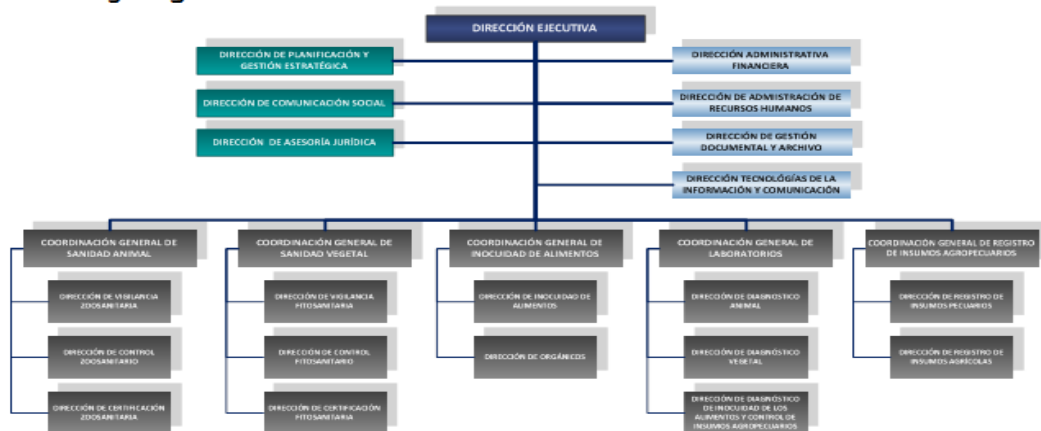 DIRECCIÓN EJECUTIVA
DIRECCIÓN DE PLANIFICACIÓN Y
GESTIÓN ESTRATÉGICA
DIRECCIÓN ADMINISTRATIVA
FINANCIERA
DIRECCIÓN DE COMUNICACIÓN SOCIAL
DIRECCIÓN DE ADMIISTRACIÓN DE
RECURSOS HUMANOS
DIRECCIÓN DE ASESORÍA JURÍDICA
DIRECCIÓN DE GESTIÓN
DOCUMENTAL Y ARCHIVO
DIRECCIÓN TECNOLÓGÍAS DE LA
INFORMACIÓN Y COMUNICACIÓN
COORDINACIÓN GENERAL DE
SANIDAD ANIMAL
DIRECCIÓN DE VIGILANCIA
ZOOSANITARIA
DIRECCIÓN DE CONTROL
ZOOSANITARIO
DIRECCIÓN DE CERTIFICACIÓN
ZOOSANITARIA
COORDINACIÓN GENERAL DE
SANIDAD VEGETAL
DIRECCIÓN DE VIGILANCIA
FITOSANITARIA
DIRECCIÓN DE CONTROL
FITOSANITARIO
DIRECCIÓN DE CERTIFICACIÓN
FITOSANITARIA
COORDINACIÓN GENERAL DE
INOCUIDAD DE ALIMENTOS
DIRECCIÓN DE INOCUIDAD DE
ALIMENTOS
DIRECCIÓN DE ORGÁNICOS
COORDINACIÓN GENERAL DE
LABORATORIOS
DIRECCIÓN DE DIAGNOSTICO
ANIMAL
DIRECCIÓN DE DIAGNÓSTICO
VEGETAL
DIRECCIÓN DE DIAGNÓSTICO
DE INOCUIDAD DE LOS
ALIMENTOS Y CONTROL DE
INSUMOS AGROPECUARIOS
COORDINACIÓN GENERAL DE REGISTRO
DE INSUMOS AGROPECUARIOS
DIRECCIÓN DE REGISTRO DE
INSUMOS PECUARIOS
DIRECCIÓN DE REGISTRO DE
INSUMOS AGRÍCOLAS